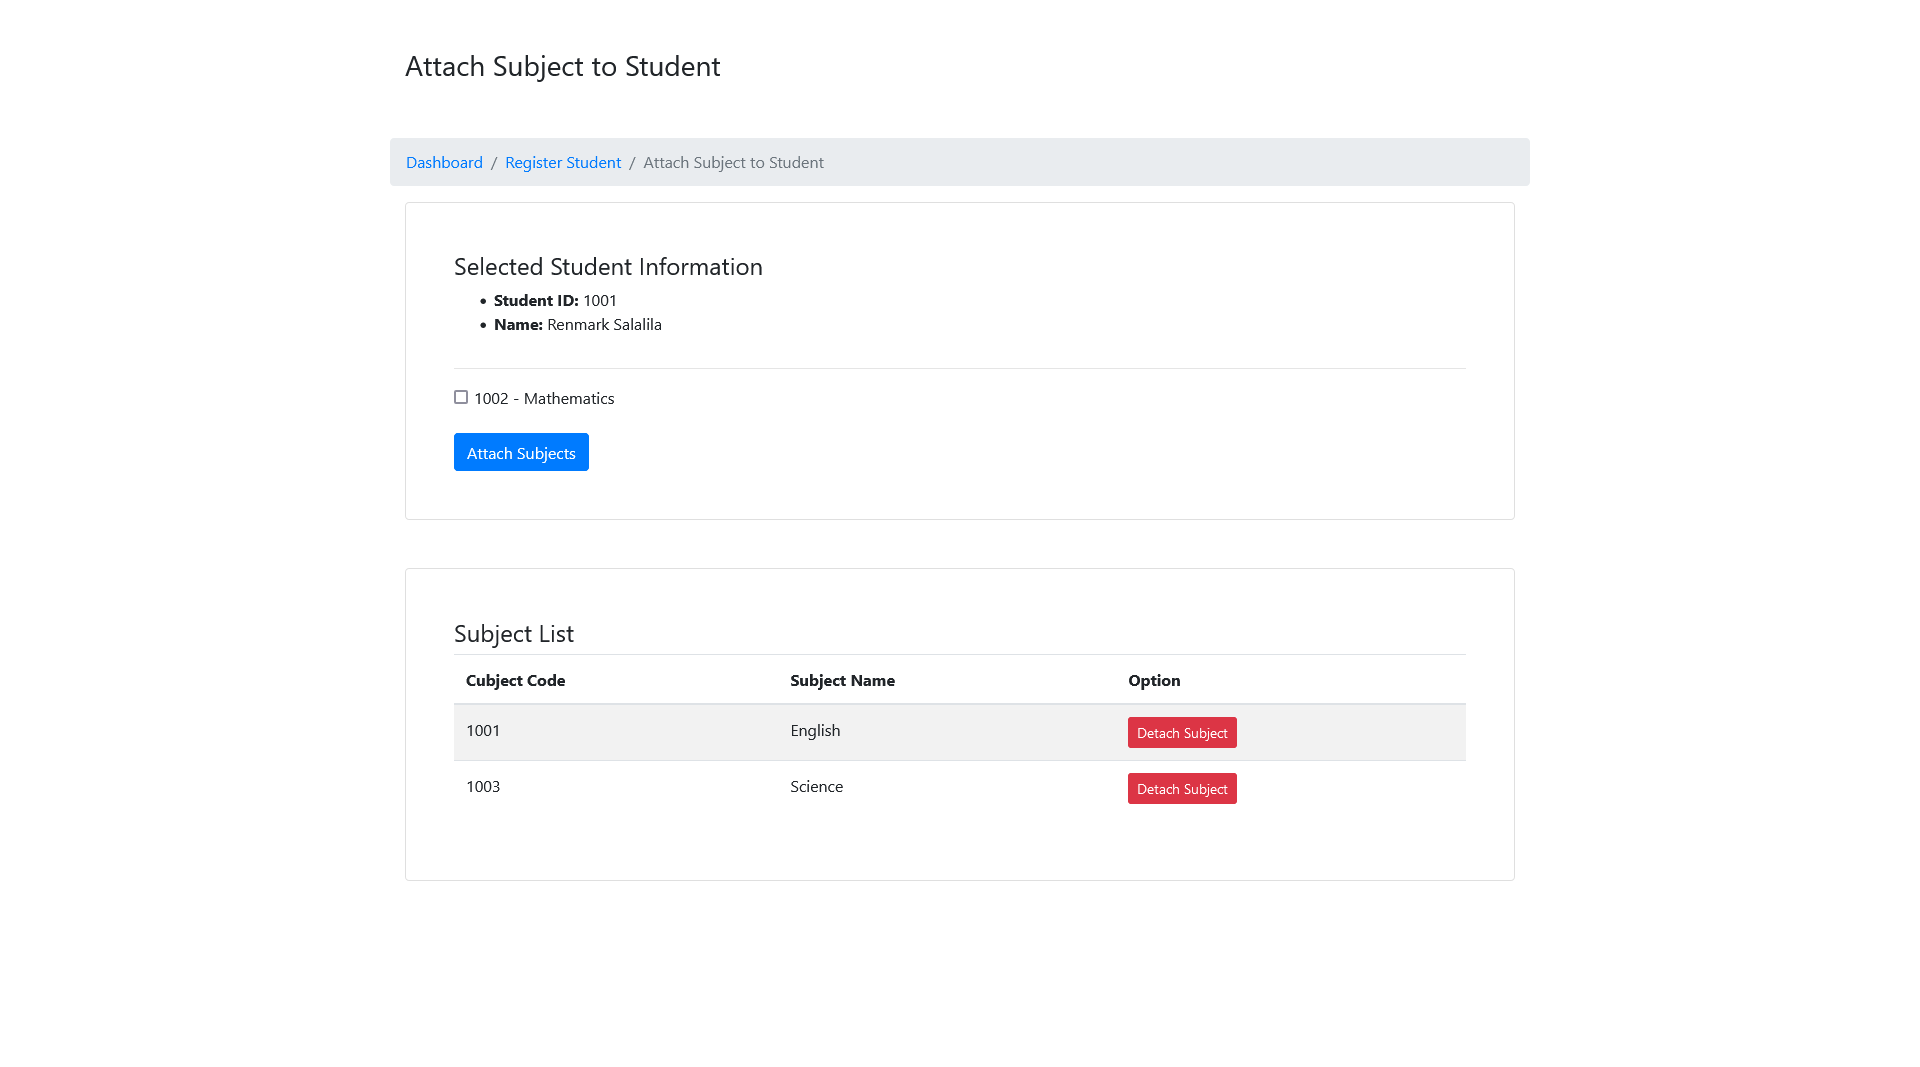 Attach Subject to Student
Dashboard / Register Student / Attach Subject to Student
Selected Student Information
• Student ID: 1001
• Name: Renmark Salalila
1002 - Mathematics
Attach Subjects
Subject List
Cubject Code Subject Name Option
1001 English Detach Subject
1003 Science Detach Subject